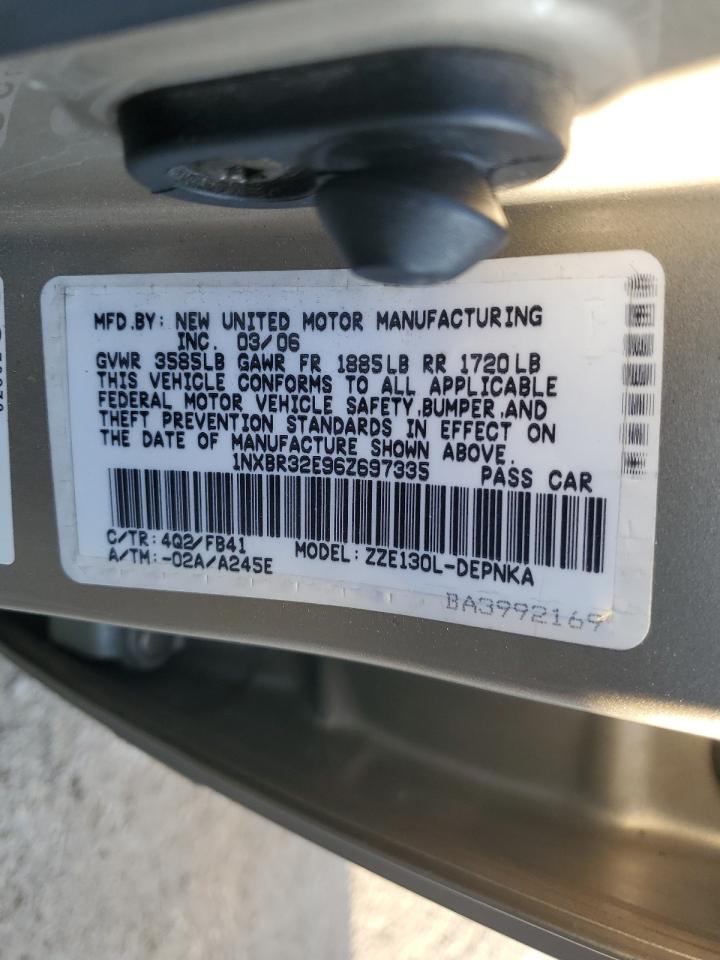 MFD.BY: NEW UNITED MOTOR MANUFACTURING
INC. 03/06
GVWR 3585LB GAWR FR 1885LB RR 1720LB
THIS VEHICLE CONFORMS TO ALL APPLICABLE
FEDERAL MOTOR VEHICLE SAFETY,BUMPER,AND
THEFT PREVENTION STANDARDS IN EFFECT ON
THE DATE OF MANUFACTURE SHOWN ABOVE.
1NXBR32E96Z697335 PASS CAR
C/TR: 4Q2/FB41 MODEL: ZZE130L-DEPNKA
A/TM: -02A/A245E
BA3992169